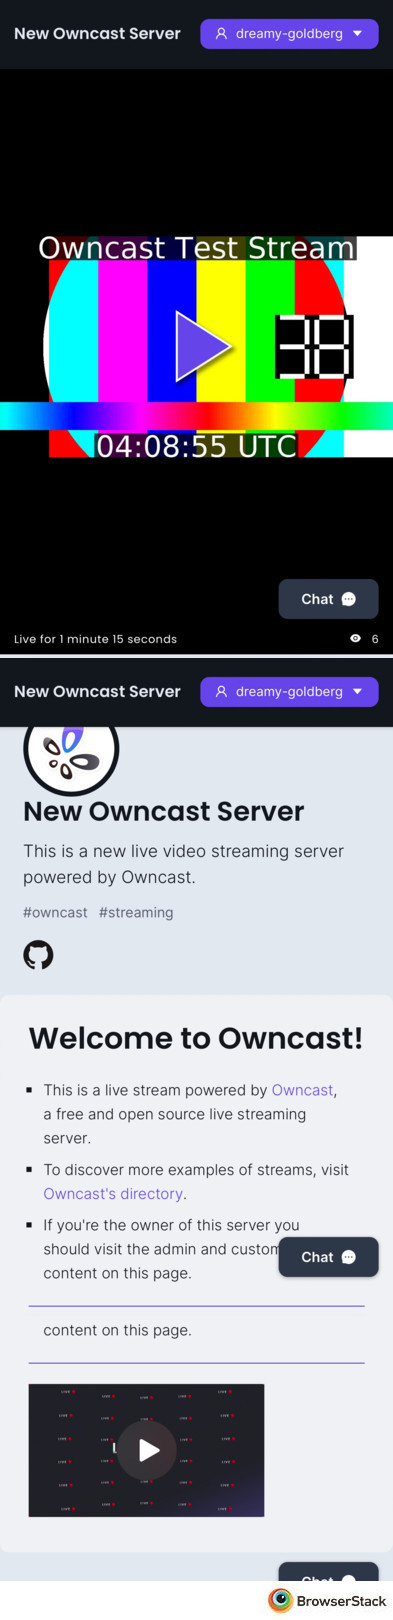 New Owncast Server
dreamy-goldberg
Owncast Test Stream
04:08:55 UTC
Chat
Live for 1 minute 15 seconds
6
New Owncast Server
dreamy-goldberg
New Owncast Server
This is a new live video streaming server
powered by Owncast.
#owncast #streaming
Welcome to Owncast!
This is a live stream powered by Owncast,
a free and open source live streaming
server.
To discover more examples of streams, visit
Owncast's directory.
If you're the owner of this server you
should visit the admin and custom
Chat
content on this page.
content on this page.
Chat
BrowserStack